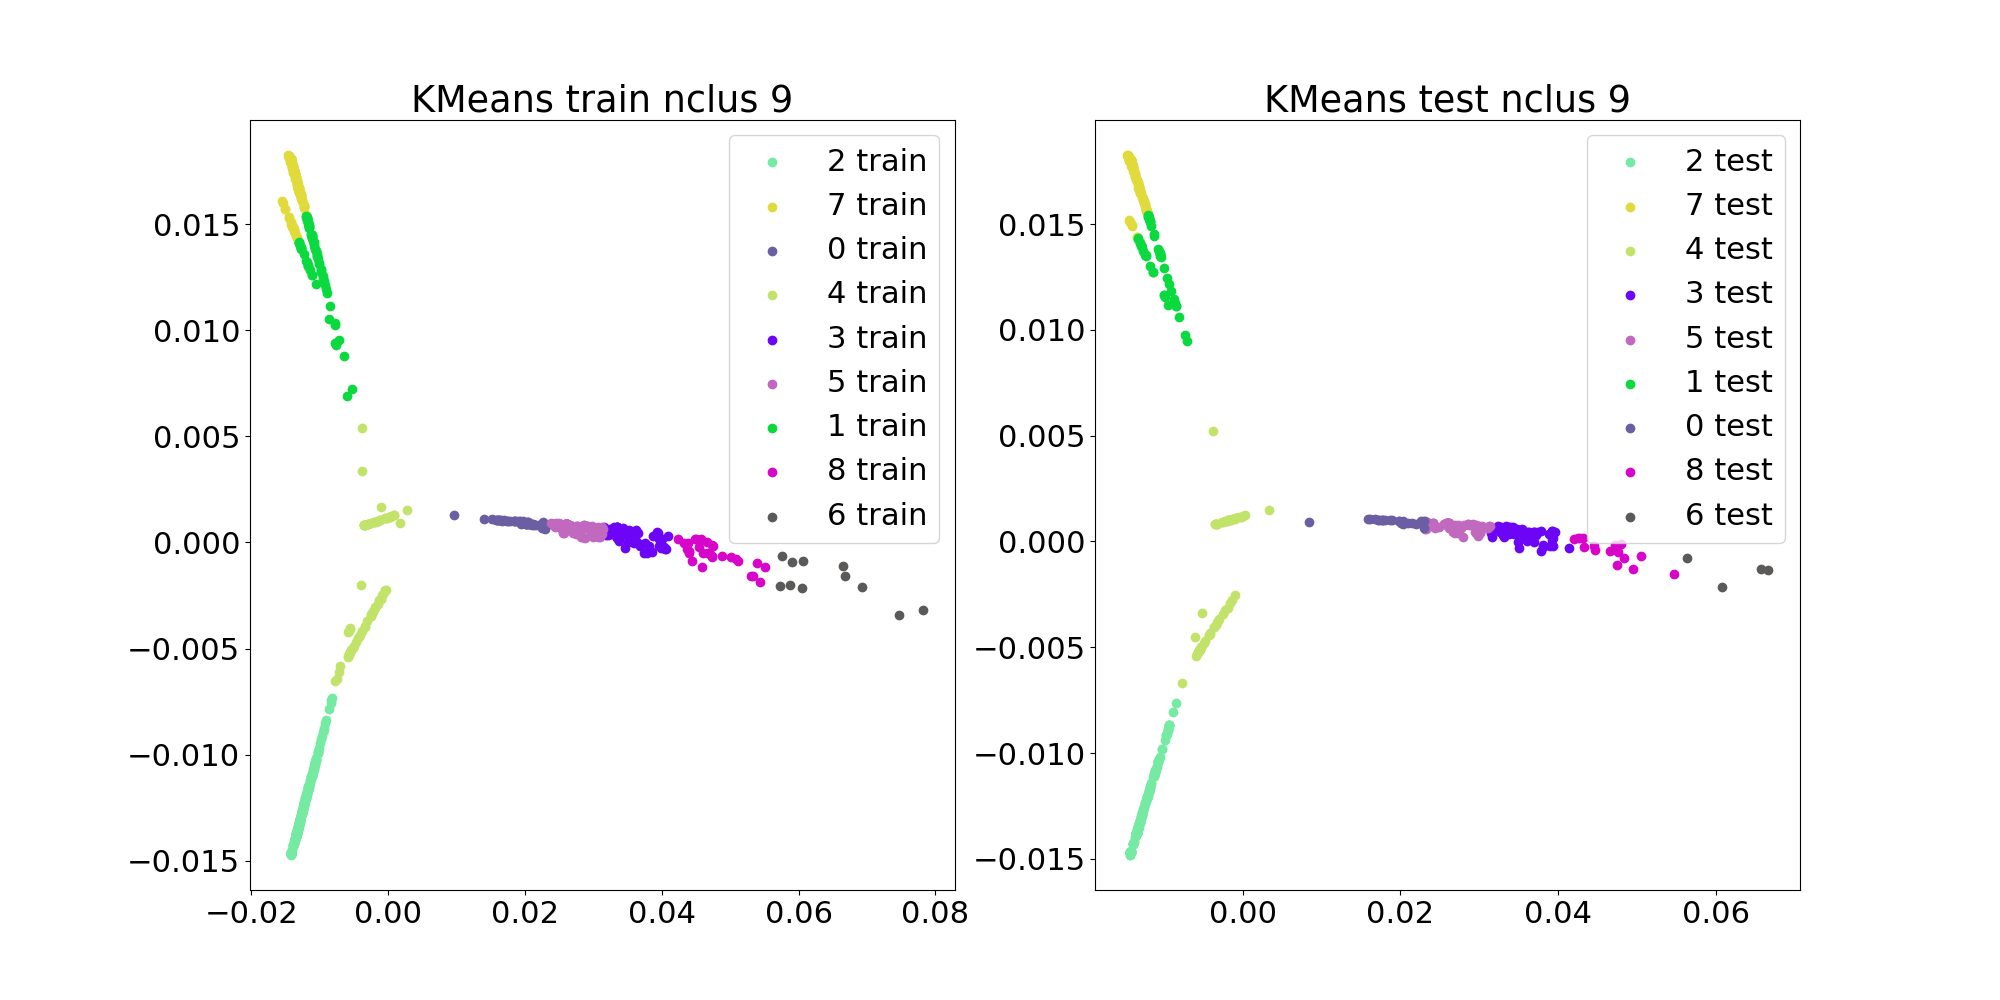 KMeans train nclus 9
2 train
7 train
0 train
4 train
3 train
5 train
1 train
8 train
6 train
0.015
0.010
0.005
0.000
−0.005
−0.010
−0.015
−0.02 0.00 0.02 0.04 0.06 0.08
KMeans test nclus 9
2 test
7 test
4 test
3 test
5 test
1 test
0 test
8 test
6 test
0.015
0.010
0.005
0.000
−0.005
−0.010
−0.015
0.00 0.02 0.04 0.06